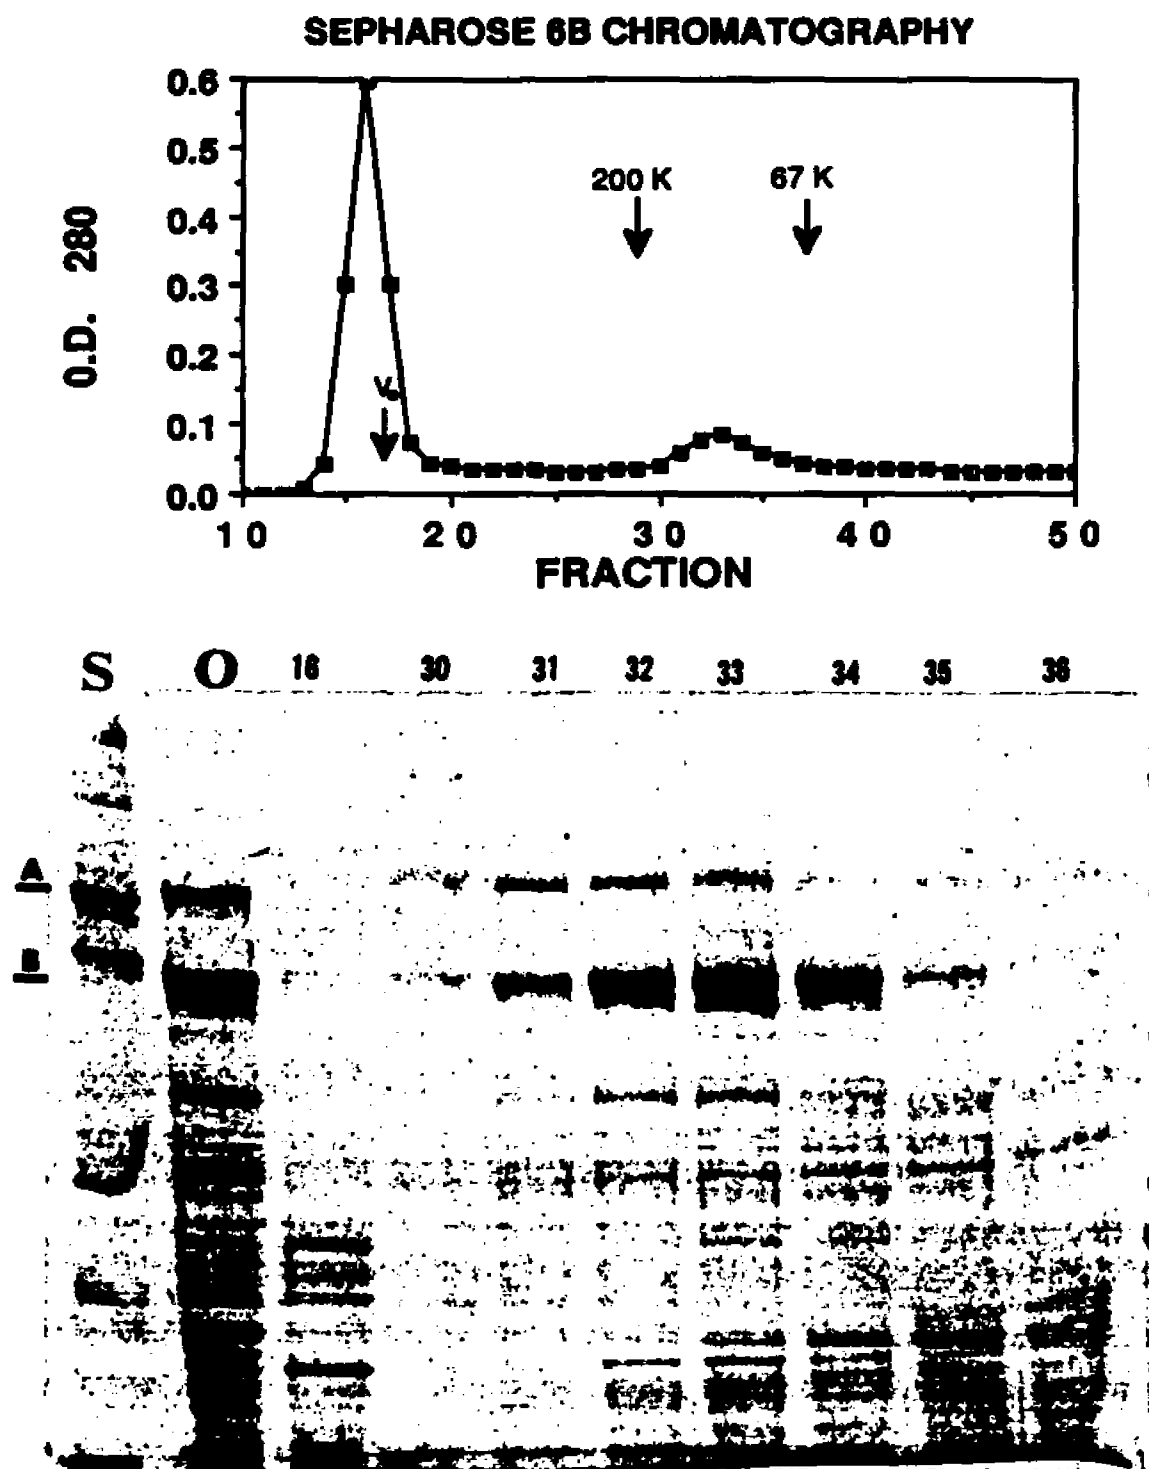 SEPHAROSE 6B CHROMATOGRAPHY
0.6
0.5
0.4
0.3
0.2
0.1
0.0
O.D. 280
200 K
67 K
Vo
10 20 30 40 50
FRACTION
S O 16 30 31 32 33 34 35 36
A
B